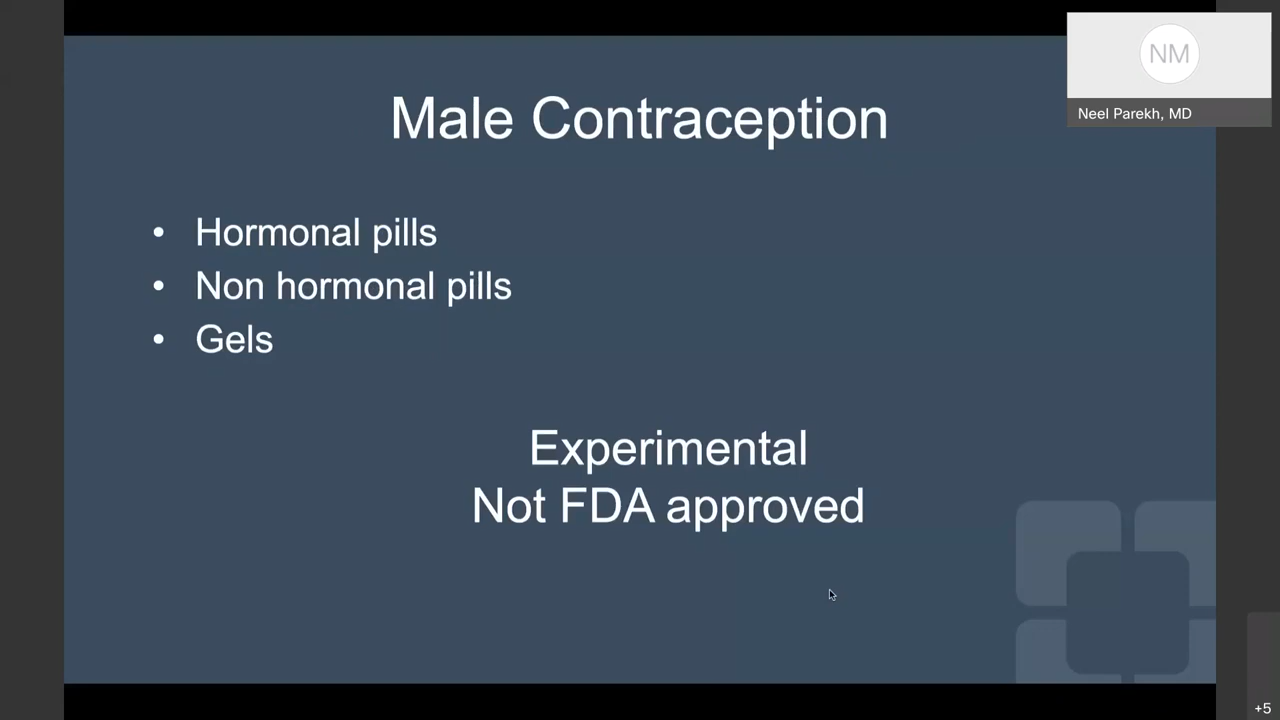 Male Contraception
NM
Neel Parekh, MD
• Hormonal pills
• Non hormonal pills
• Gels
Experimental
Not FDA approved
+5